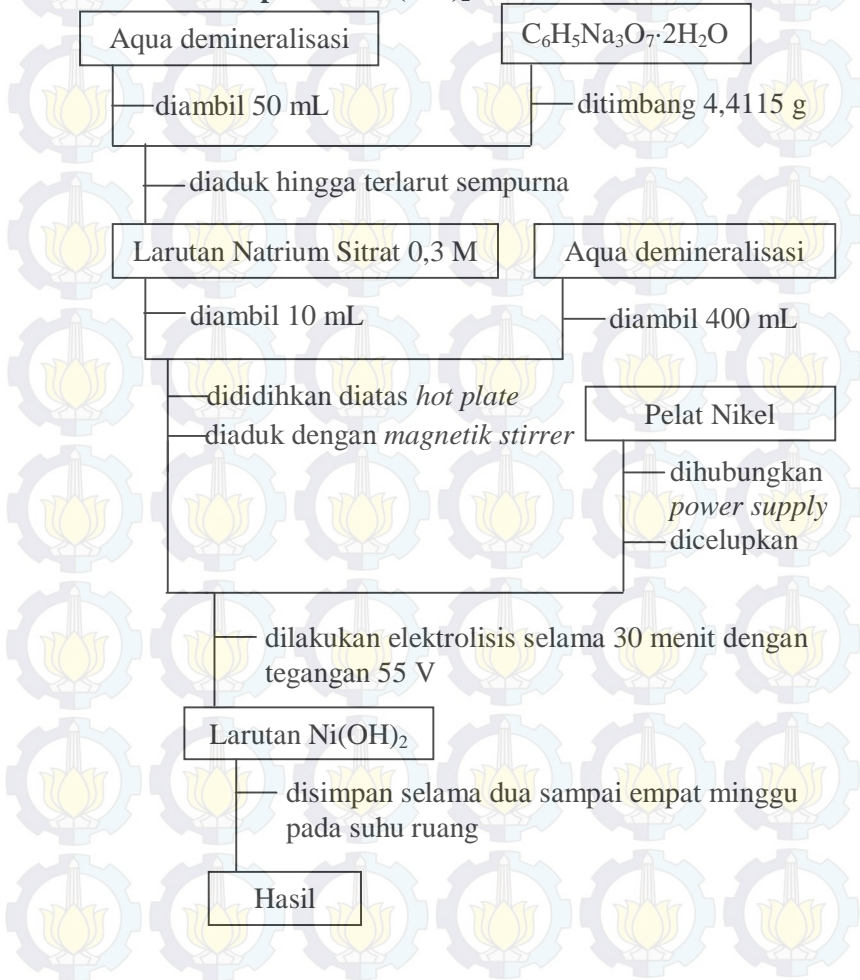 Aqua demineralisasi
C₆H₅Na₃O₇·2H₂O
diambil 50 mL
ditimbang 4,4115 g
diaduk hingga terlarut sempurna
Larutan Natrium Sitrat 0,3 M
Aqua demineralisasi
diambil 10 mL
diambil 400 mL
dididihkan diatas hot plate
diaduk dengan magnetik stirrer
Pelat Nikel
dihubungkan
power supply
dicelupkan
dilakukan elektrolisis selama 30 menit dengan
tegangan 55 V
Larutan Ni(OH)₂
disimpan selama dua sampai empat minggu
pada suhu ruang
Hasil